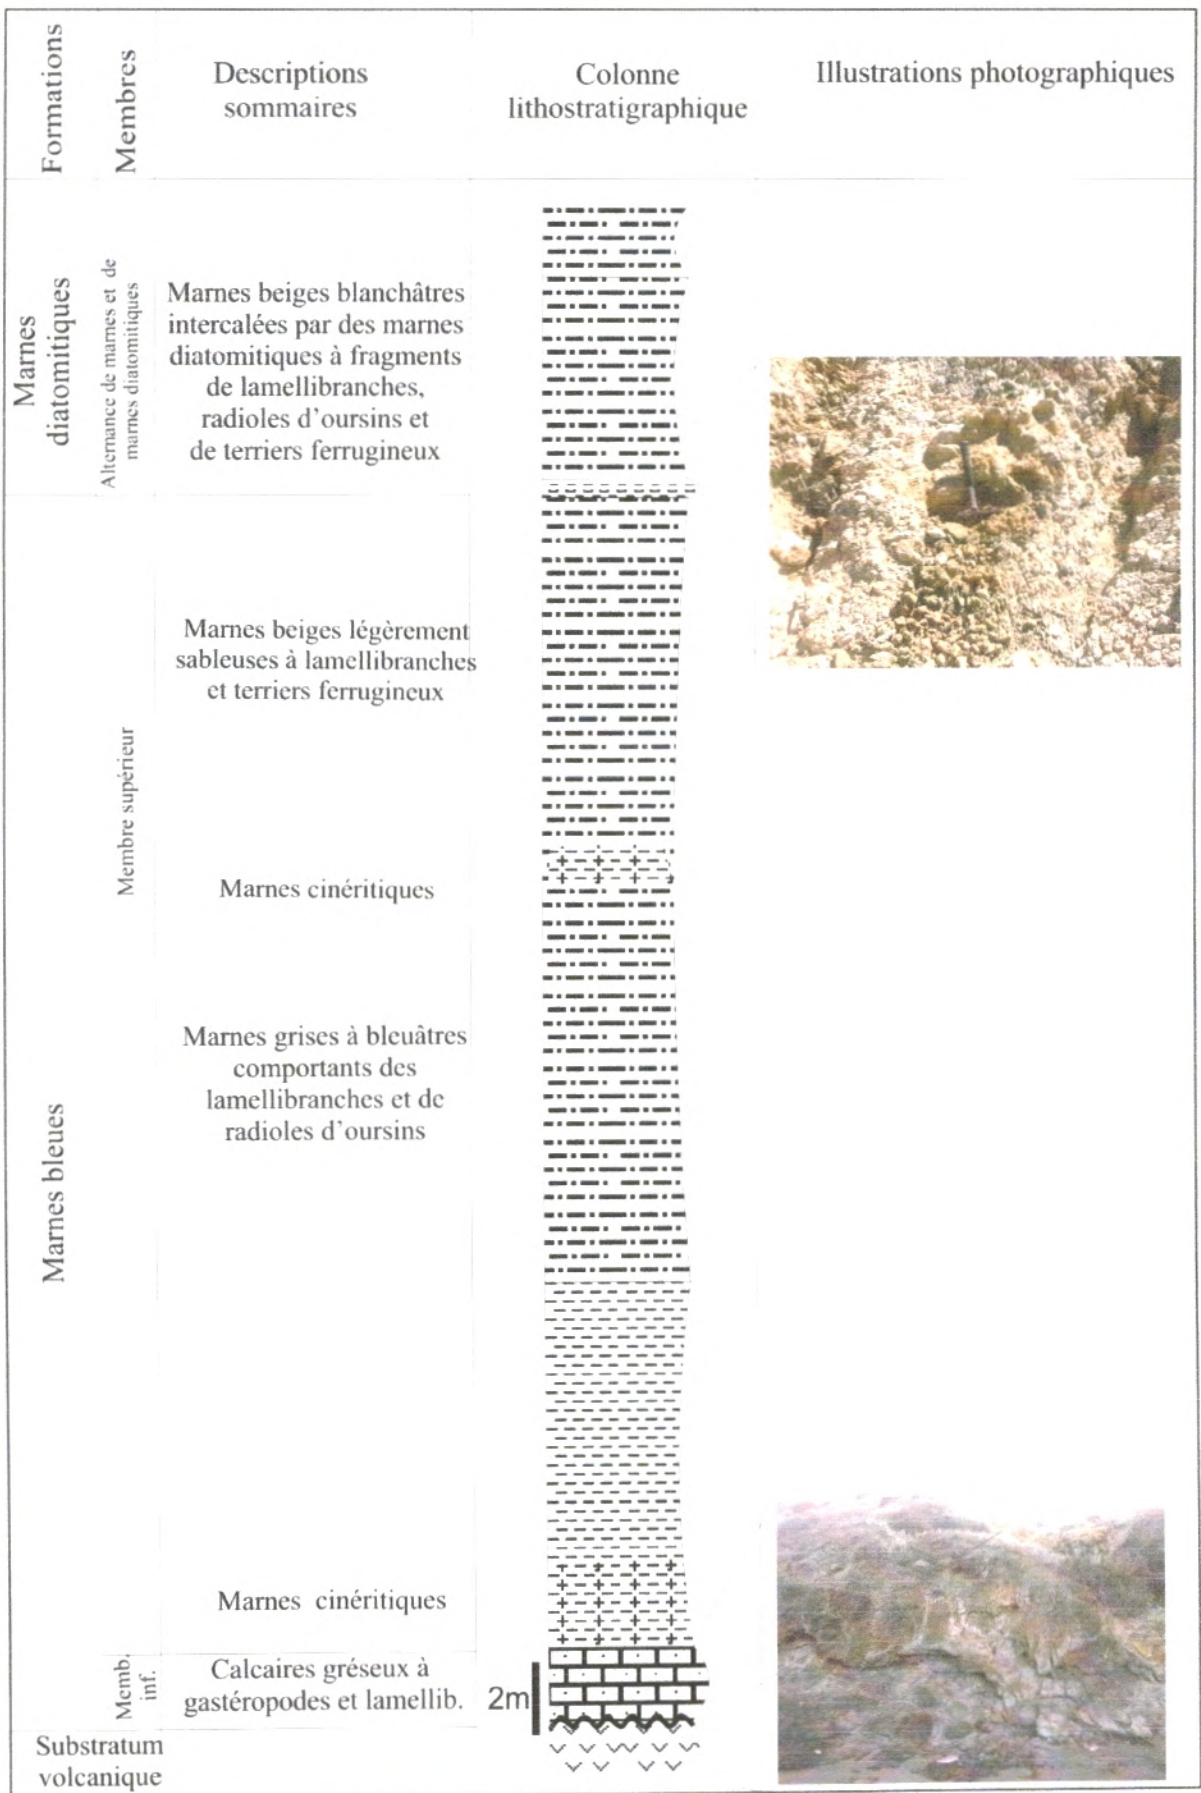 Formations
Membres
Descriptions
sommaires
Colonne
lithostratigraphique
Illustrations photographiques
Marnes
diatomitiques
Alternance de marnes et de
marnes diatomitiques
Marnes beiges blanchâtres
intercalées par des marnes
diatomitiques à fragments
de lamellibranches,
radioles d'oursins et
de terriers ferrugineux
Marnes bleues
Membre supérieur
Marnes beiges légèrement
sableuses à lamellibranches
et terriers ferrugineux
Marnes cinéritiques
Marnes grises à bleuâtres
comportants des
lamellibranches et de
radioles d'oursins
Marnes cinéritiques
Memb.
inf.
Calcaires gréseux à
gastéropodes et lamellib.
2m
Substratum
volcanique